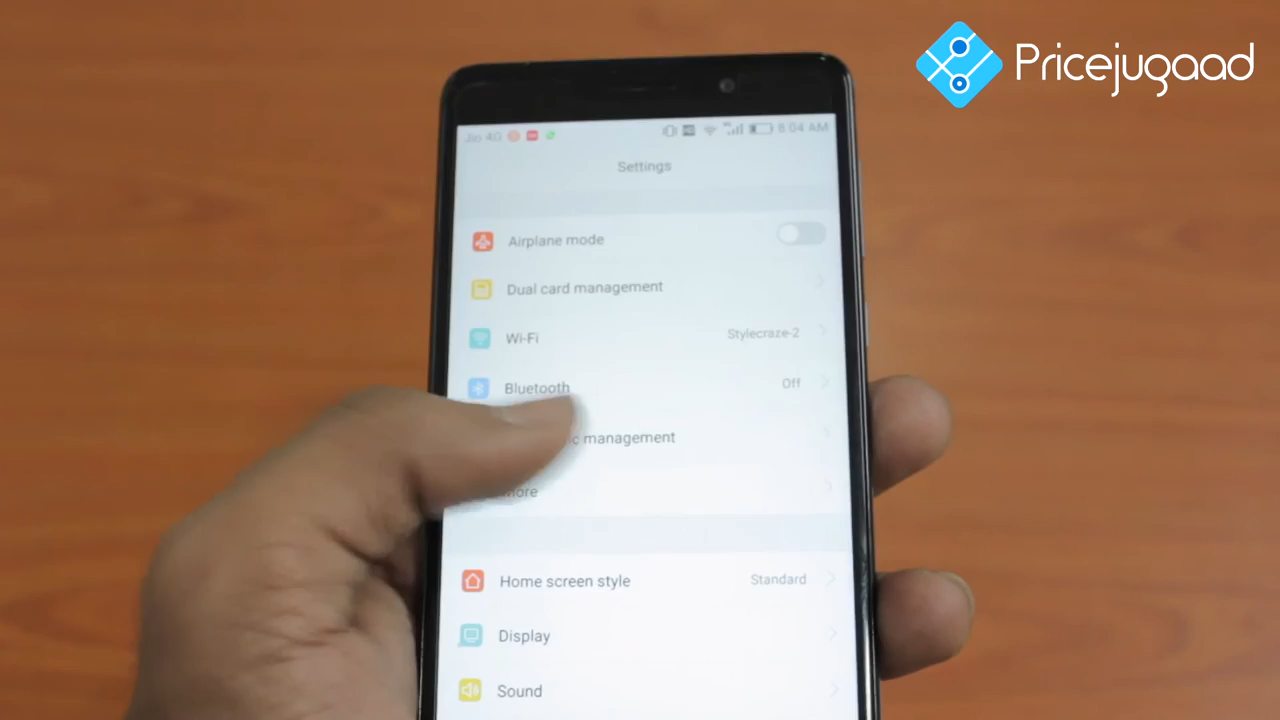 Pricejugaad
Jio 4G
8:04 AM
Settings
Airplane mode
Dual card management
Wi-Fi
Stylecraze-2
Bluetooth
Off
management
More
Home screen style
Standard
Display
Sound